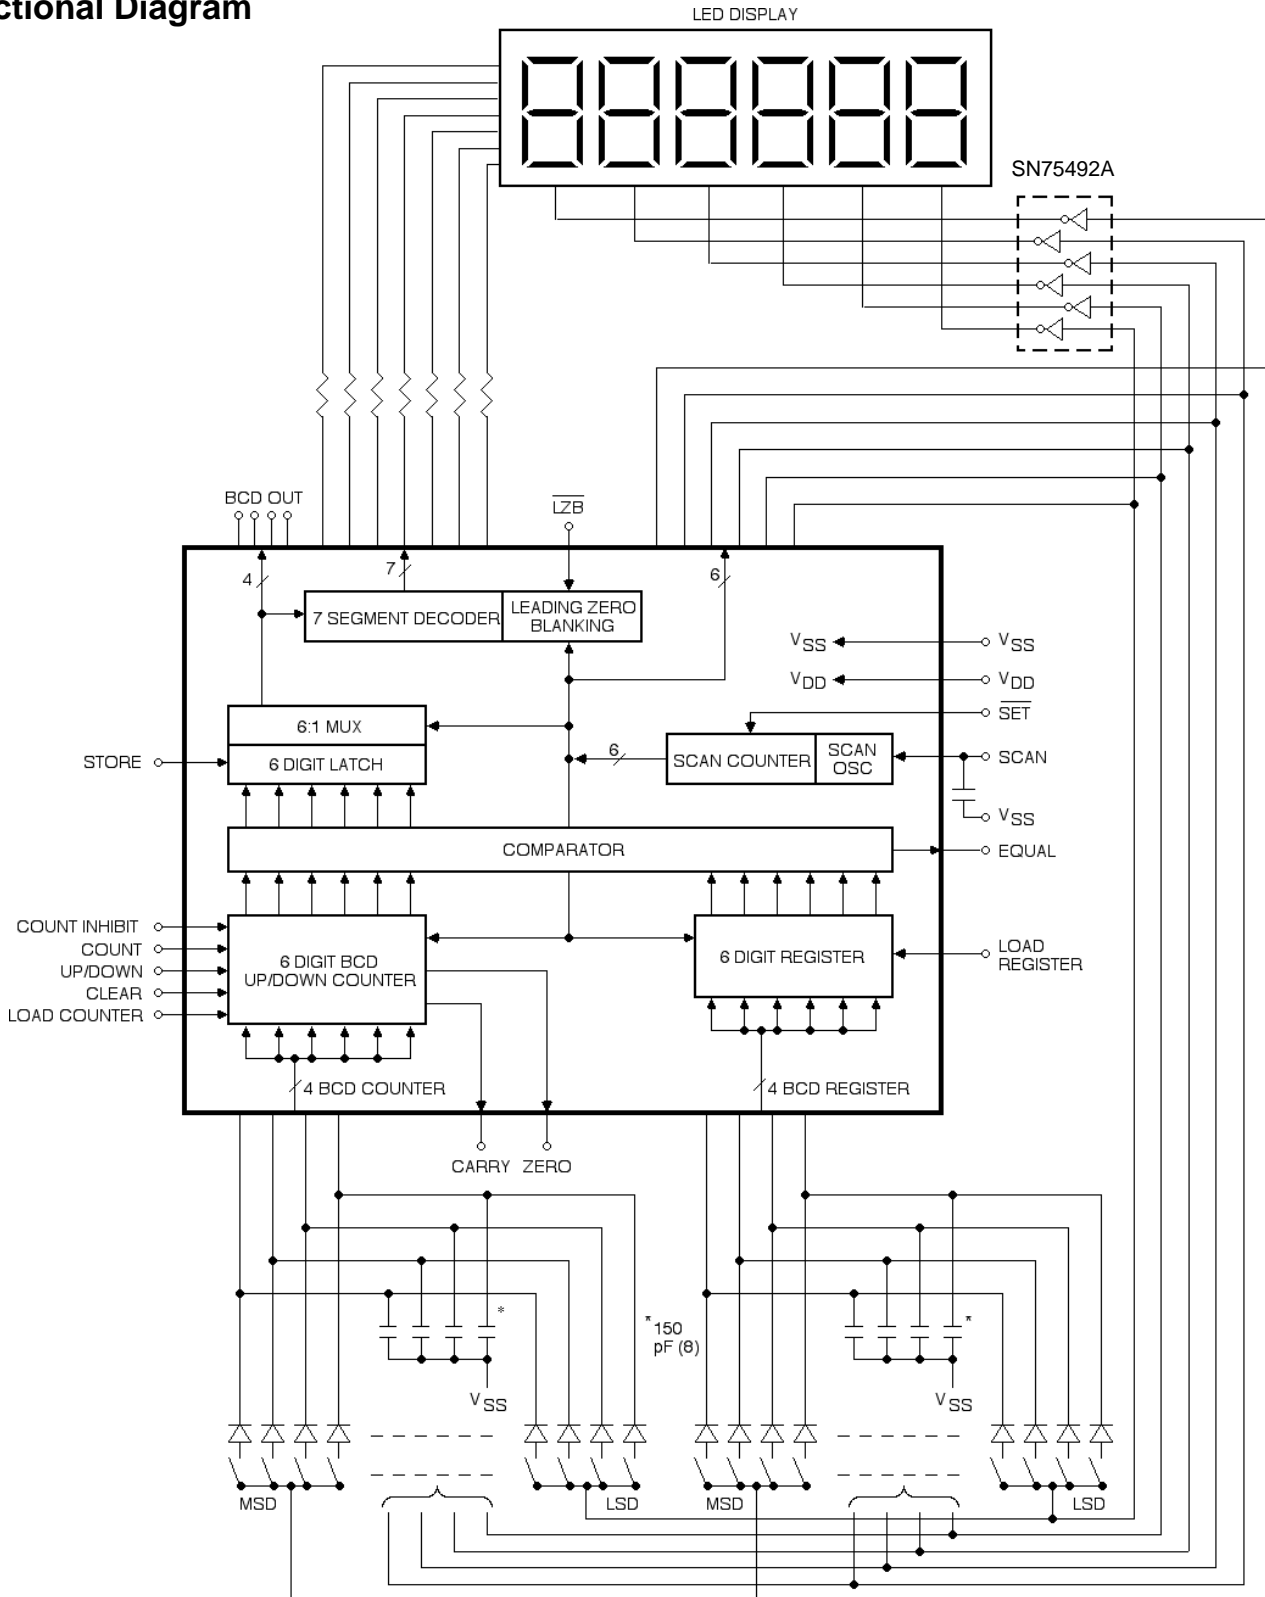 ctional Diagram
LED DISPLAY
SN75492A
BCD OUT
LZB
4
7
6
7 SEGMENT DECODER
LEADING ZERO
BLANKING
VSS
VSS
VDD
VDD
SET
6:1 MUX
6 DIGIT LATCH
STORE
6
SCAN COUNTER
SCAN
OSC
SCAN
VSS
COMPARATOR
EQUAL
COUNT INHIBIT
COUNT
UP/DOWN
CLEAR
LOAD COUNTER
6 DIGIT BCD
UP/DOWN COUNTER
6 DIGIT REGISTER
LOAD
REGISTER
4 BCD COUNTER
4 BCD REGISTER
CARRY
ZERO
*
*150
pF (8)
*
VSS
VSS
MSD
LSD
MSD
LSD